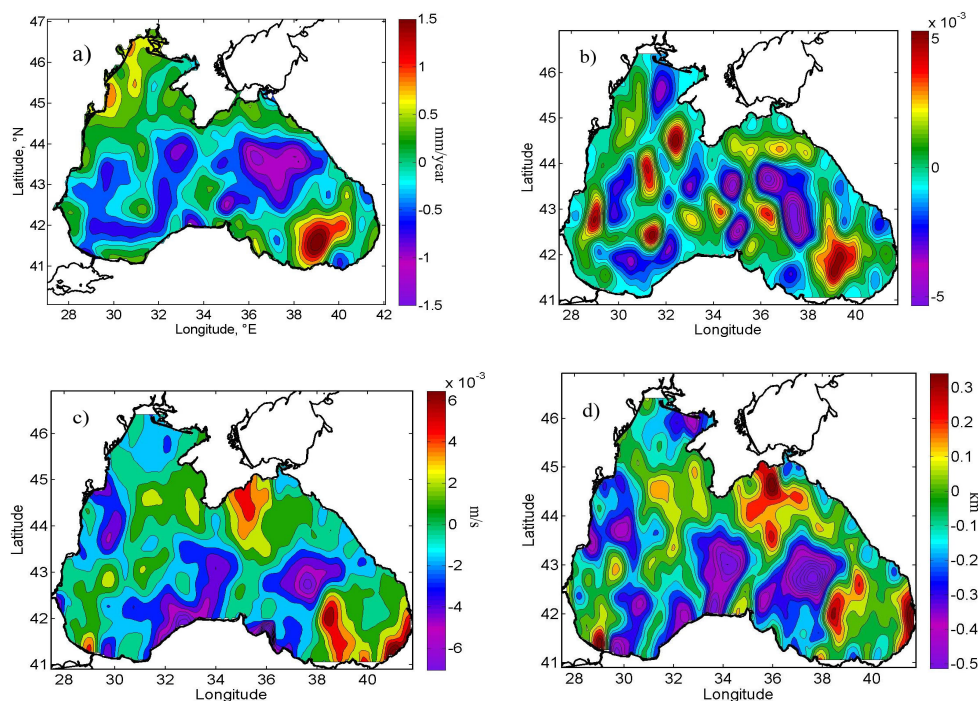 a)
47
46
45
44
43
42
41
Latitude, °N
28 30 32 34 36 38 40 42
Longitude, °E
1.5
1
0.5
0
-0.5
-1
-1.5
mm/year
b)
46
45
44
43
42
41
Latitude
28 30 32 34 36 38 40
Longitude
x 10⁻³
5
0
-5
c)
46
45
44
43
42
41
Latitude
28 30 32 34 36 38 40
Longitude
x 10⁻³
6
4
2
0
-2
-4
-6
m/s
d)
46
45
44
43
42
41
Latitude
28 30 32 34 36 38 40
Longitude
0.3
0.2
0.1
0
-0.1
-0.2
-0.3
-0.4
-0.5
km